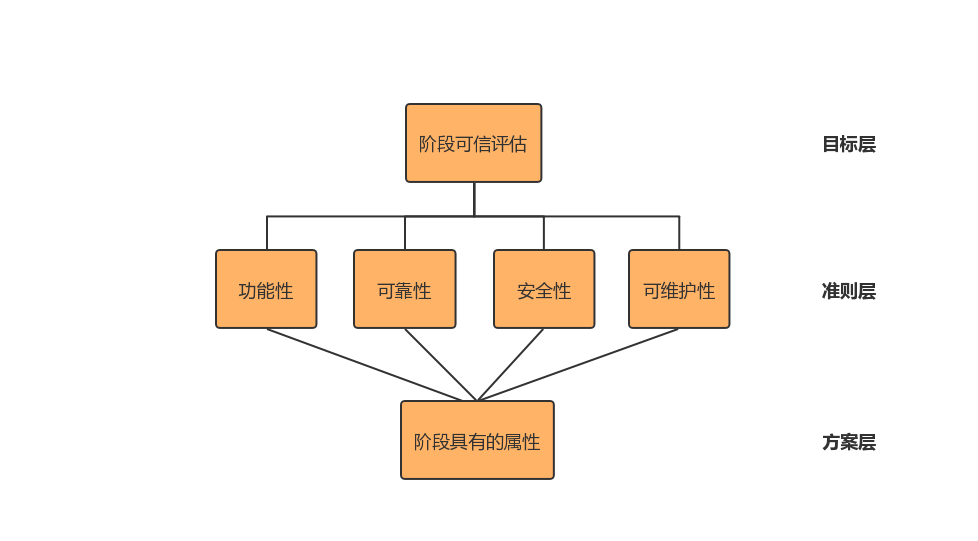 阶段可信评估
目标层
功能性
可靠性
安全性
可维护性
准则层
阶段具有的属性
方案层